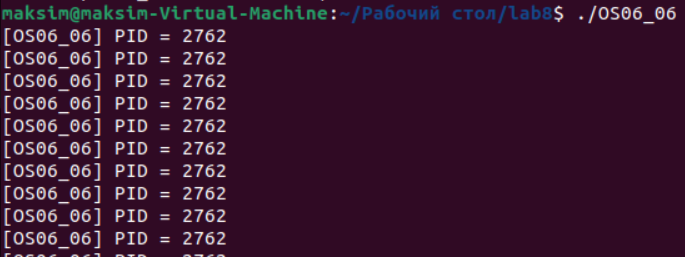 maksim@maksim-Virtual-Machine:~/Рабочий стол/lab8$ ./OS06_06
[OS06_06] PID = 2762
[OS06_06] PID = 2762
[OS06_06] PID = 2762
[OS06_06] PID = 2762
[OS06_06] PID = 2762
[OS06_06] PID = 2762
[OS06_06] PID = 2762
[OS06_06] PID = 2762
[OS06_06] PID = 2762
[OS06_06] PID = 2762